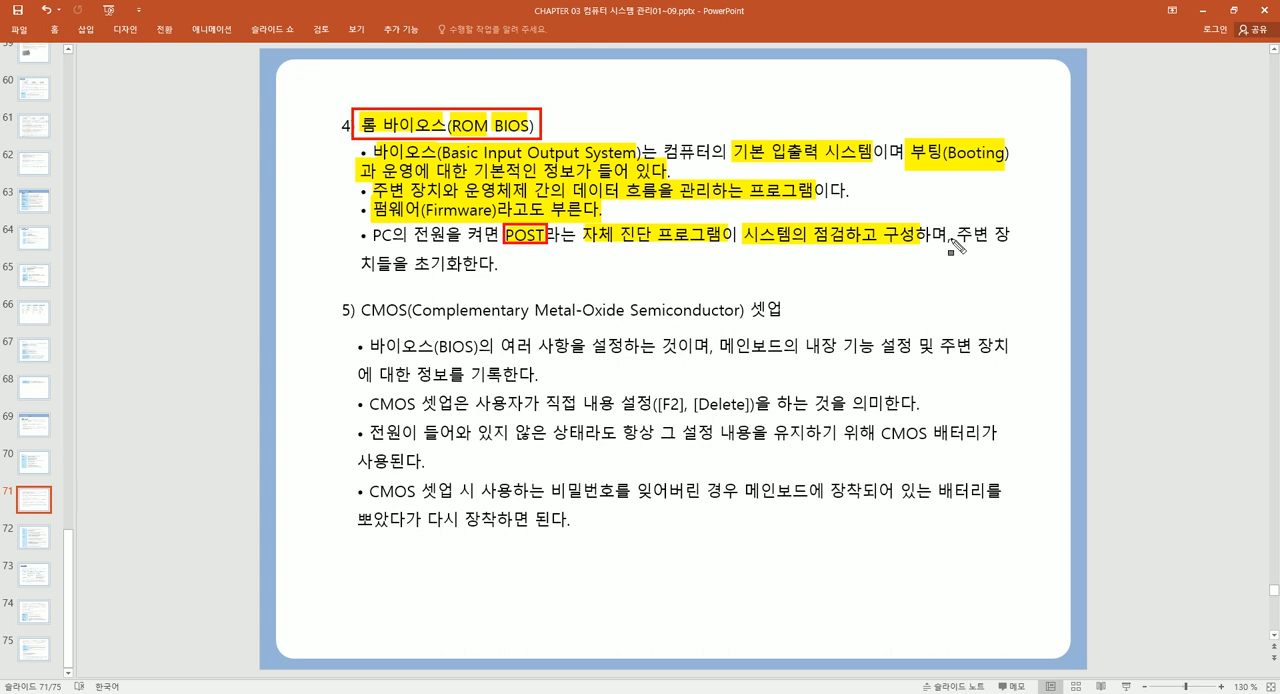 CHAPTER 03 컴퓨터 시스템 관리01~09.pptx - PowerPoint
파일 홈 삽입 디자인 전환 애니메이션 슬라이드 쇼 검토 보기 추가 기능 수행할 작업을 알려 주세요. 로그인 공유
60
61
62
63
64
65
66
67
68
69
70
71
72
73
74
75
4) 롬 바이오스(ROM BIOS)
• 바이오스(Basic Input Output System)는 컴퓨터의 기본 입출력 시스템이며 부팅(Booting)
과 운영에 대한 기본적인 정보가 들어 있다.
• 주변 장치와 운영체제 간의 데이터 흐름을 관리하는 프로그램이다.
• 펌웨어(Firmware)라고도 부른다.
• PC의 전원을 켜면 POST라는 자체 진단 프로그램이 시스템의 점검하고 구성하며, 주변 장
치들을 초기화한다.
5) CMOS(Complementary Metal-Oxide Semiconductor) 셋업
• 바이오스(BIOS)의 여러 사항을 설정하는 것이며, 메인보드의 내장 기능 설정 및 주변 장치
에 대한 정보를 기록한다.
• CMOS 셋업은 사용자가 직접 내용 설정([F2], [Delete])을 하는 것을 의미한다.
• 전원이 들어와 있지 않은 상태라도 항상 그 설정 내용을 유지하기 위해 CMOS 배터리가
사용된다.
• CMOS 셋업 시 사용하는 비밀번호를 잊어버린 경우 메인보드에 장착되어 있는 배터리를
뽀았다가 다시 장착하면 된다.
슬라이드 71/75 한국어 슬라이드 노트 메모 130 %